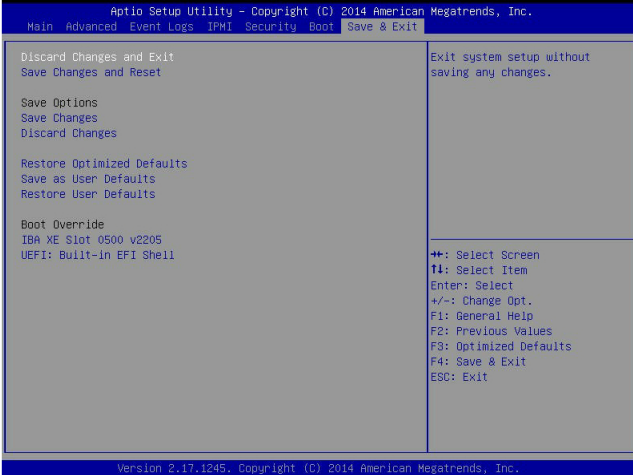 Aptio Setup Utility – Copyright (C) 2014 American Megatrends, Inc.
Main Advanced Event Logs IPMI Security Boot Save & Exit
Discard Changes and Exit
Save Changes and Reset
Save Options
Save Changes
Discard Changes
Restore Optimized Defaults
Save as User Defaults
Restore User Defaults
Boot Override
IBA XE Slot 0500 v2205
UEFI: Built-in EFI Shell
Exit system setup without
saving any changes.
→←: Select Screen
↑↓: Select Item
Enter: Select
+/-: Change Opt.
F1: General Help
F2: Previous Values
F3: Optimized Defaults
F4: Save & Exit
ESC: Exit
Version 2.17.1245. Copyright (C) 2014 American Megatrends, Inc.